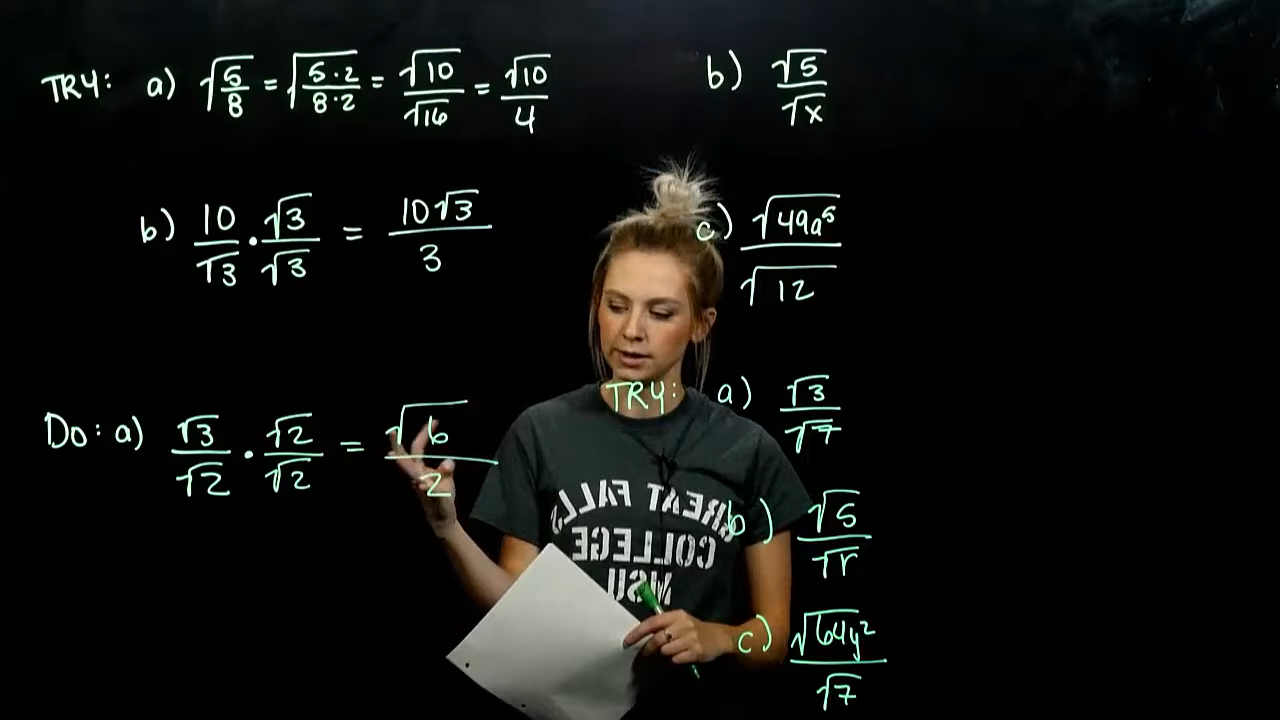 TRY: a) √(5/8) = √(5·2/8·2) = √10/√16 = √10/4
b) 10/√3 · √3/√3 = 10√3/3
Do: a) √3/√2 · √2/√2 = √6/2
b) √5/√x
c) √49a⁵/√12
TRY: a) √3/√7
b) √5/√r
c) √64y²/√7
GREAT FALLS
COLLEGE
MSU